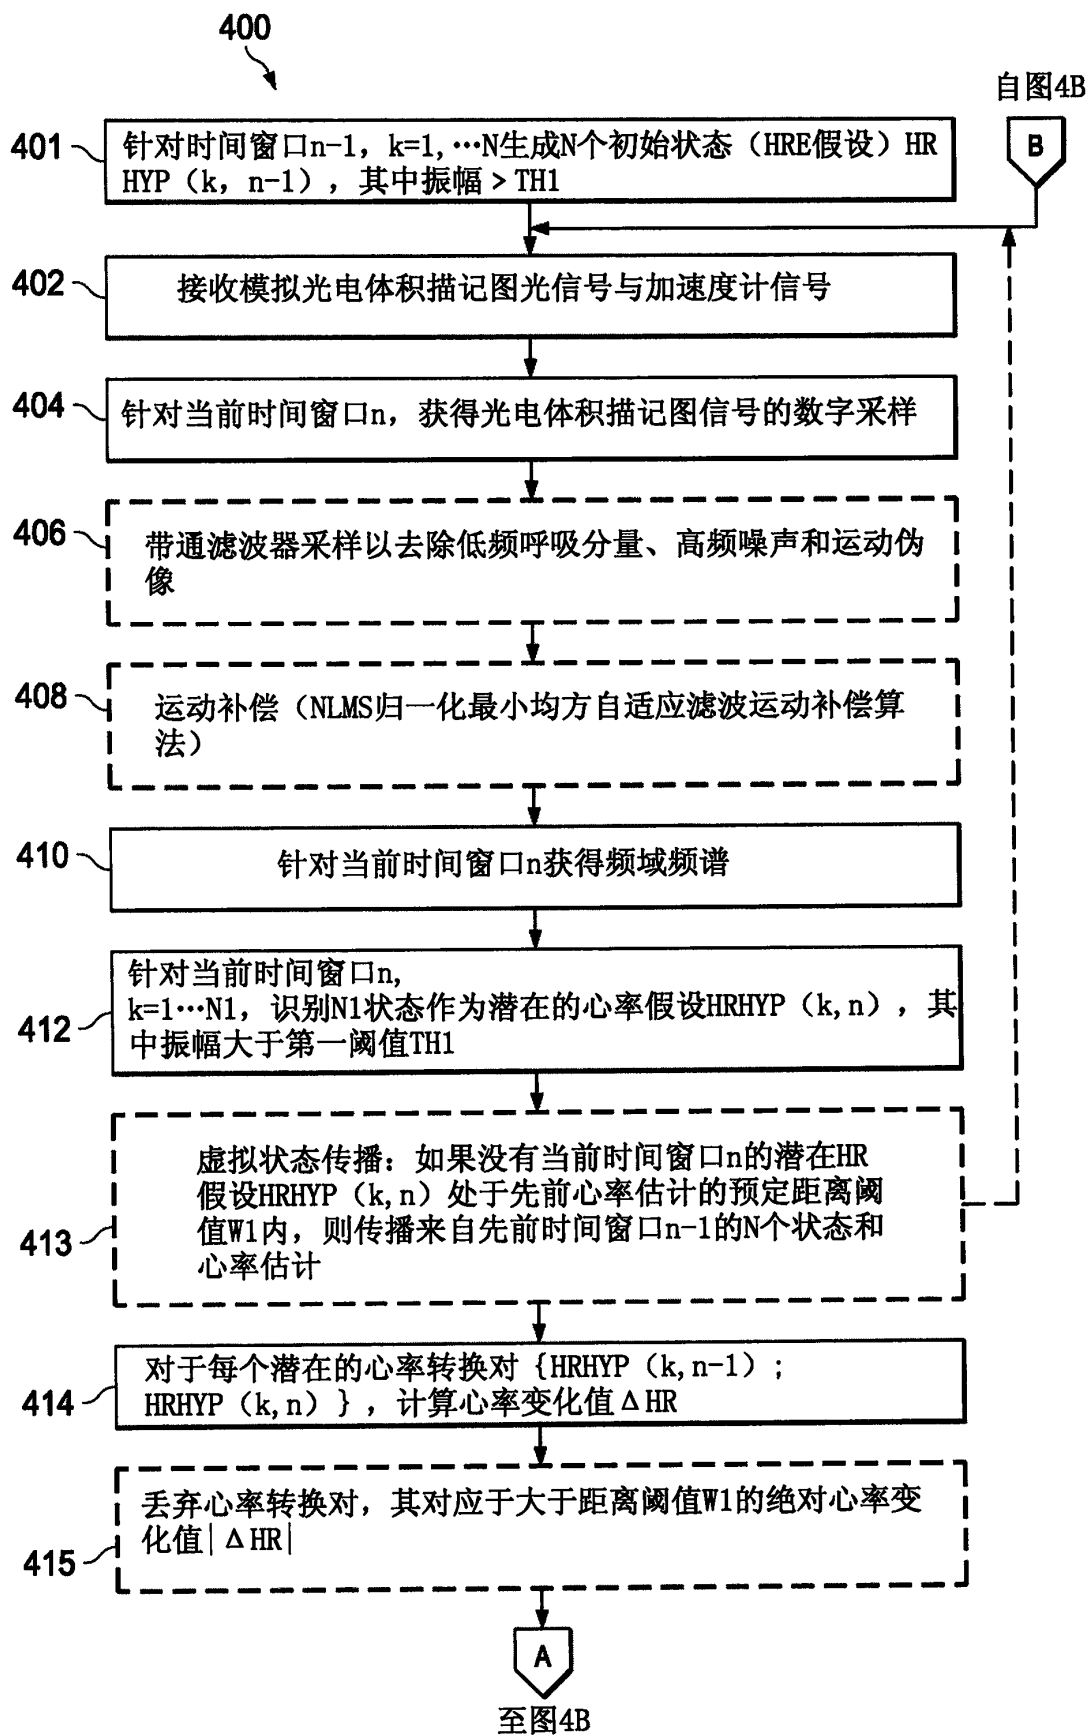 400
自图4B
B
401
针对时间窗口n-1, k=1,…N生成N个初始状态（HRE假设）HR
HYP（k, n-1），其中振幅＞TH1
402
接收模拟光电体积描记图光信号与加速度计信号
404
针对当前时间窗口n，获得光电体积描记图信号的数字采样
406
带通滤波器采样以去除低频呼吸分量、高频噪声和运动伪
像
408
运动补偿（NLMS归一化最小均方自适应滤波运动补偿算
法）
410
针对当前时间窗口n获得频域频谱
412
针对当前时间窗口n,
k=1…N1，识别N1状态作为潜在的心率假设HRHYP（k,n），其
中振幅大于第一阈值TH1
413
虚拟状态传播：如果没有当前时间窗口n的潜在HR
假设HRHYP（k,n）处于先前心率估计的预定距离阈
值W1内，则传播来自先前时间窗口n-1的N个状态和
心率估计
414
对于每个潜在的心率转换对｛HRHYP（k,n-1）;
HRHYP（k,n）｝，计算心率变化值ΔHR
415
丢弃心率转换对，其对应于大于距离阈值W1的绝对心率变
化值|ΔHR|
A
至图4B